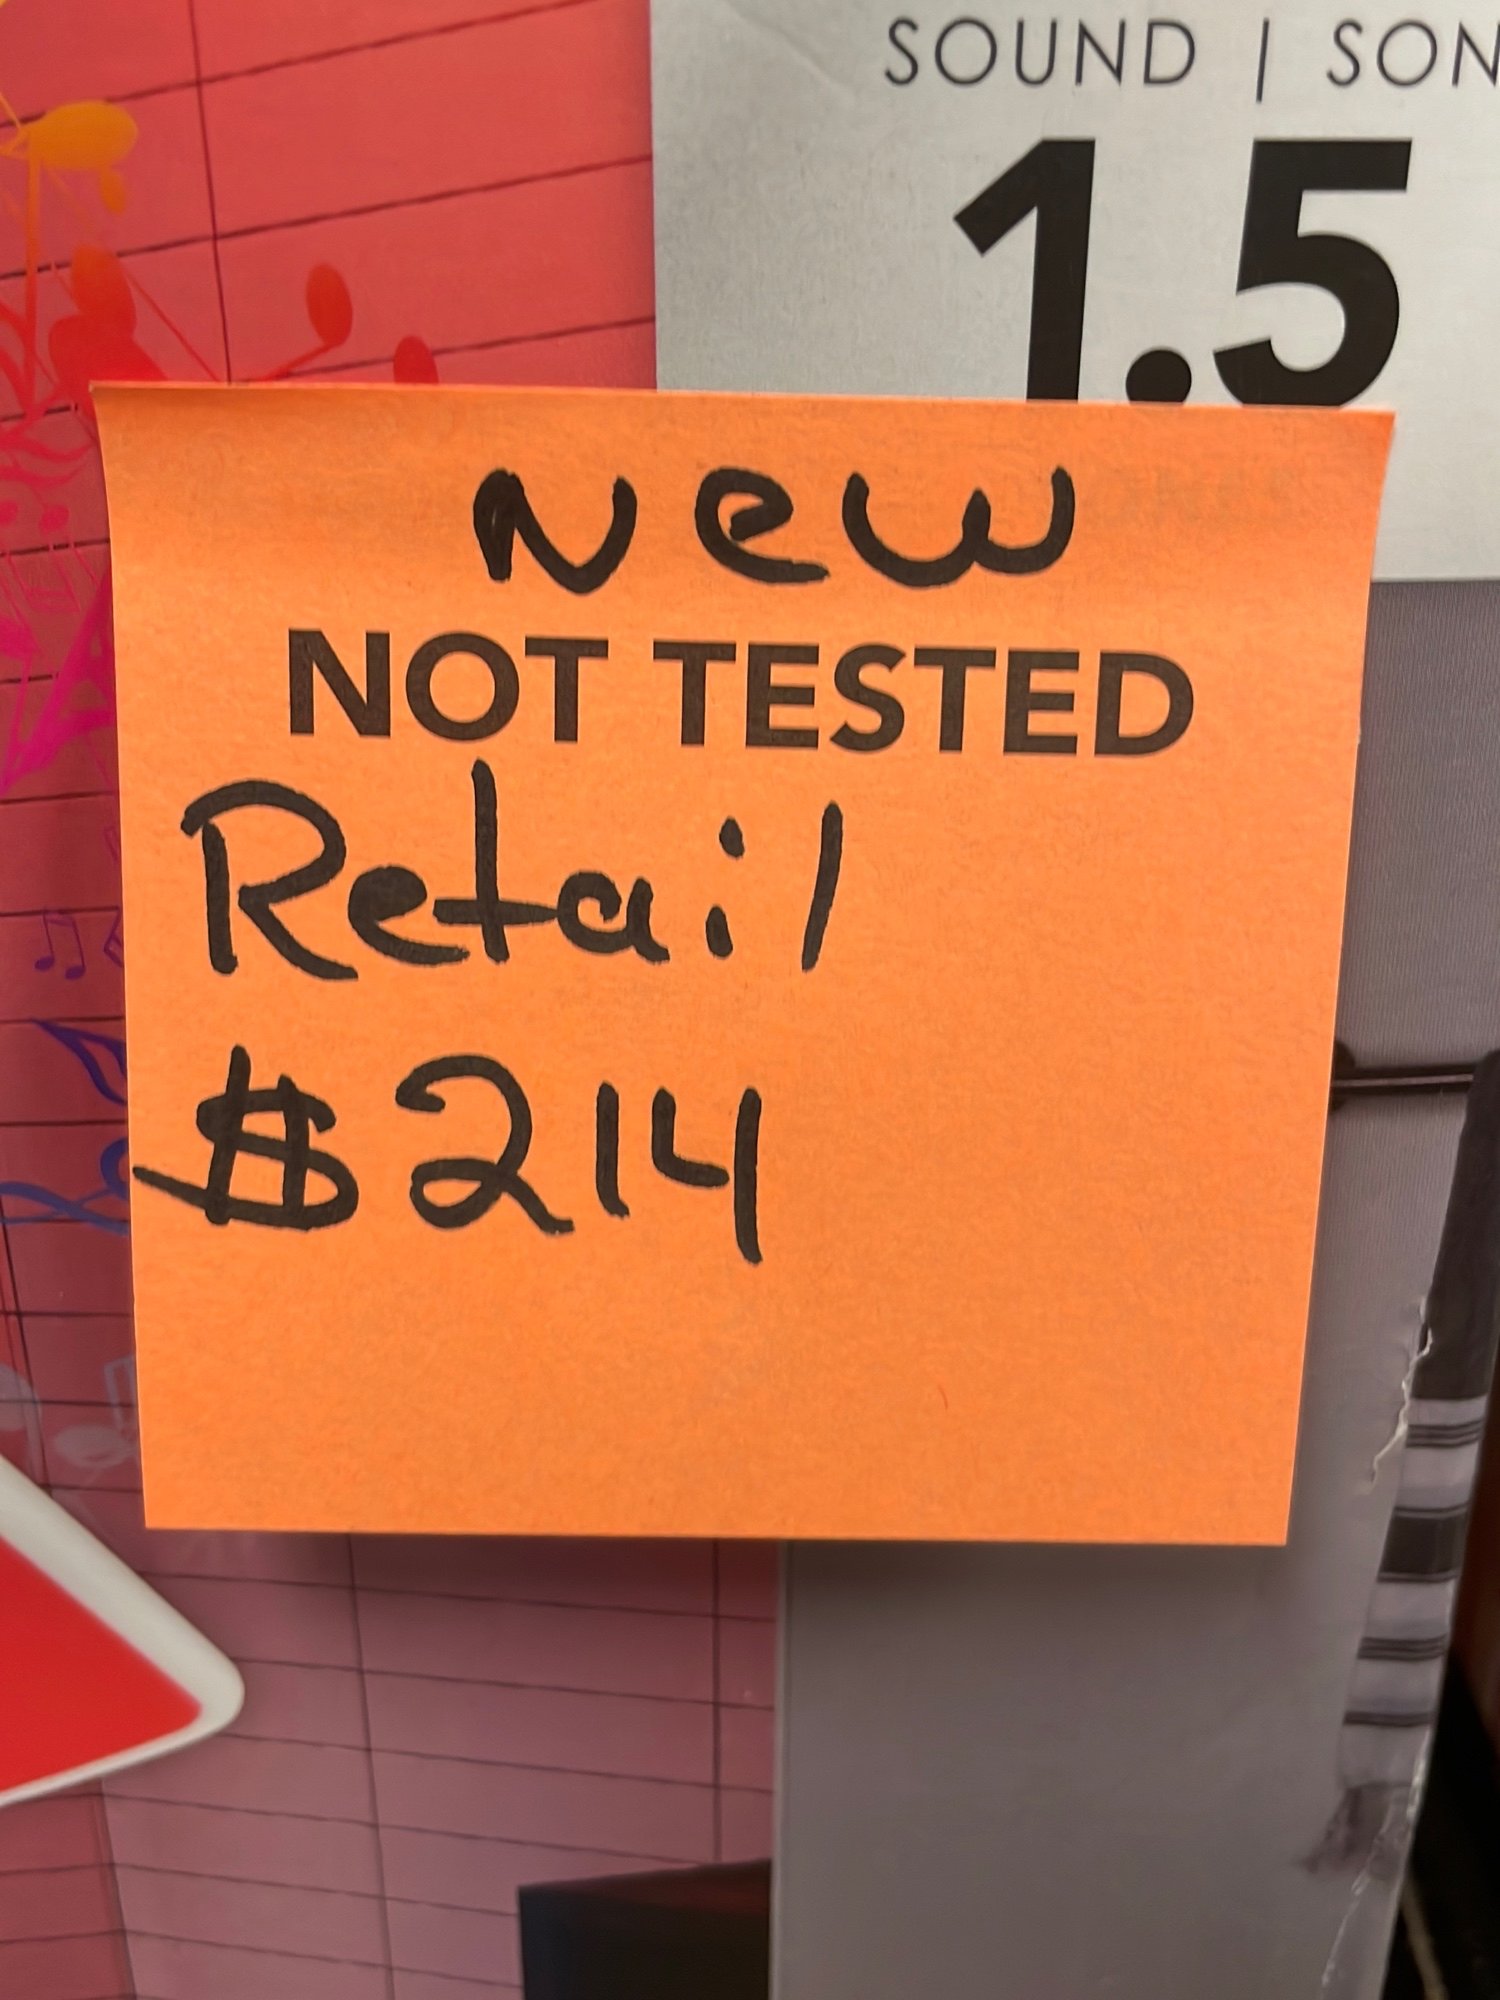 SOUND | SON
1.5
New
NOT TESTED
Retail
$214